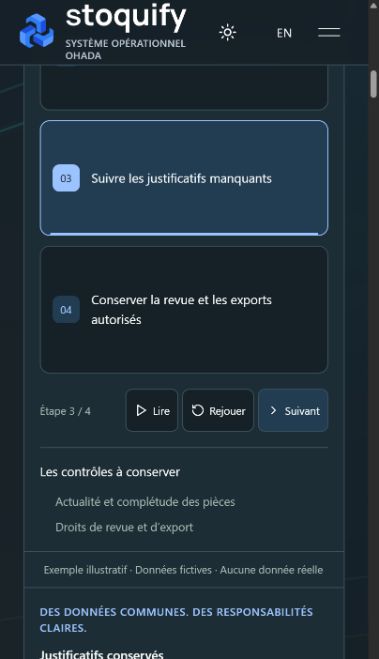 stoquify
SYSTÈME OPÉRATIONNEL
OHADA
EN
03
Suivre les justificatifs manquants
04
Conserver la revue et les exports
autorisés
Étape 3 / 4
Lire
Rejouer
Suivant
Les contrôles à conserver
Actualité et complétude des pièces
Droits de revue et d'export
Exemple illustratif · Données fictives · Aucune donnée réelle
DES DONNÉES COMMUNES. DES RESPONSABILITÉS
CLAIRES.
Justificatifs conservés